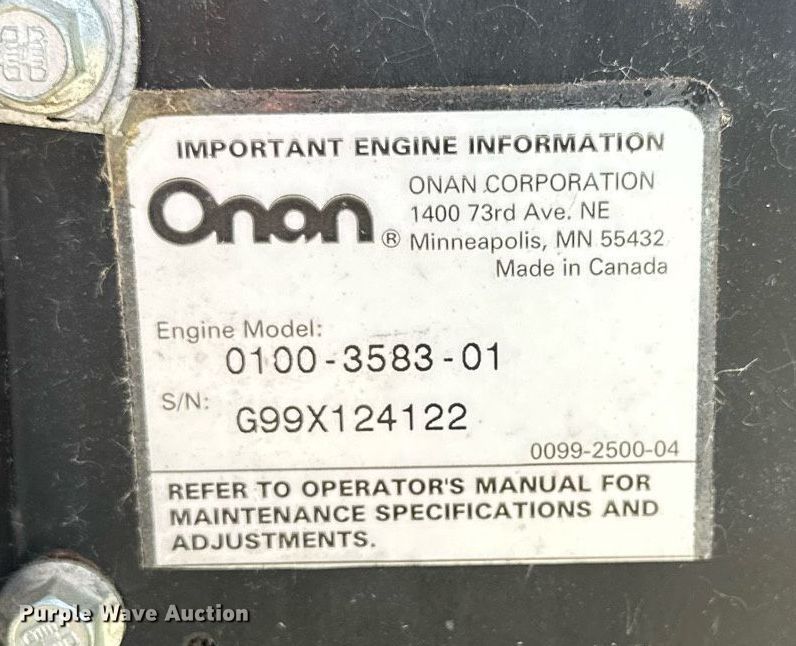 IMPORTANT ENGINE INFORMATION
Onan ®
ONAN CORPORATION
1400 73rd Ave. NE
Minneapolis, MN 55432
Made in Canada
Engine Model:
0100-3583-01
S/N:
G99X124122
0099-2500-04
REFER TO OPERATOR'S MANUAL FOR
MAINTENANCE SPECIFICATIONS AND
ADJUSTMENTS.
Purple Wave Auction